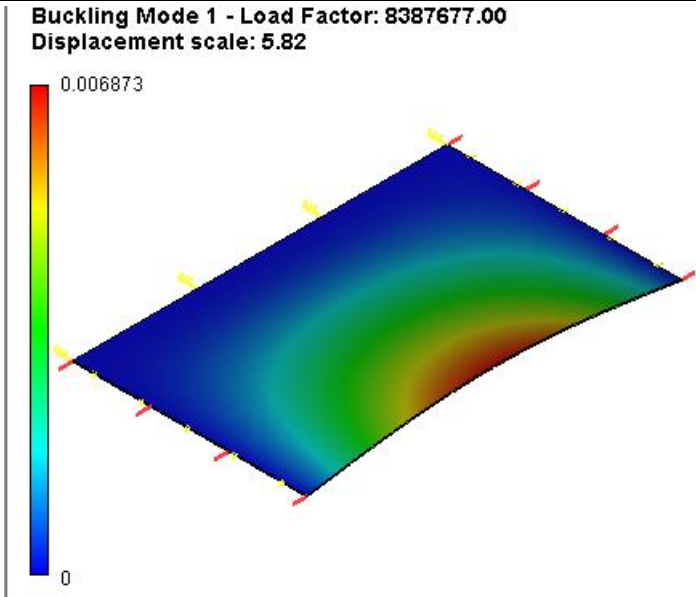 Buckling Mode 1 - Load Factor: 8387677.00
Displacement scale: 5.82
0.006873
0